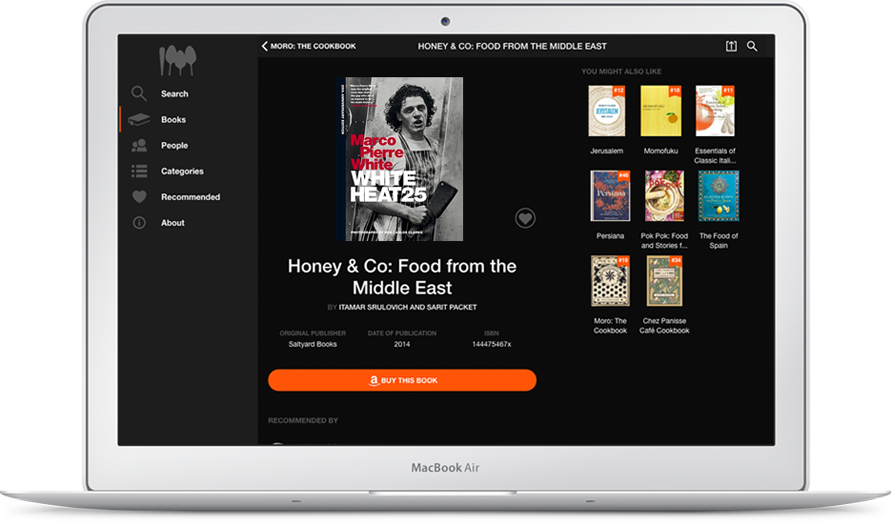 MORO: THE COOKBOOK
HONEY & CO: FOOD FROM THE MIDDLE EAST
Search
Books
People
Categories
Recommended
About
Marco
Pierre
White
WHITE
HEAT25
Honey & Co: Food from the
Middle East
BY ITAMAR SRULOVICH AND SARIT PACKET
ORIGINAL PUBLISHER
Saltyard Books
DATE OF PUBLICATION
2014
ISBN
144475467x
a BUY THIS BOOK
RECOMMENDED BY
YOU MIGHT ALSO LIKE
#12
JERUSALEM
Jerusalem
#18
Momofuku
#11
Essentials of
Classic Itali...
#46
Persiana
Persiana
Pok Pok: Food
and Stories f...
The Food of
Spain
#19
Moro: The
Cookbook
#34
Chez Panisse
Café Cookbook
MacBook Air